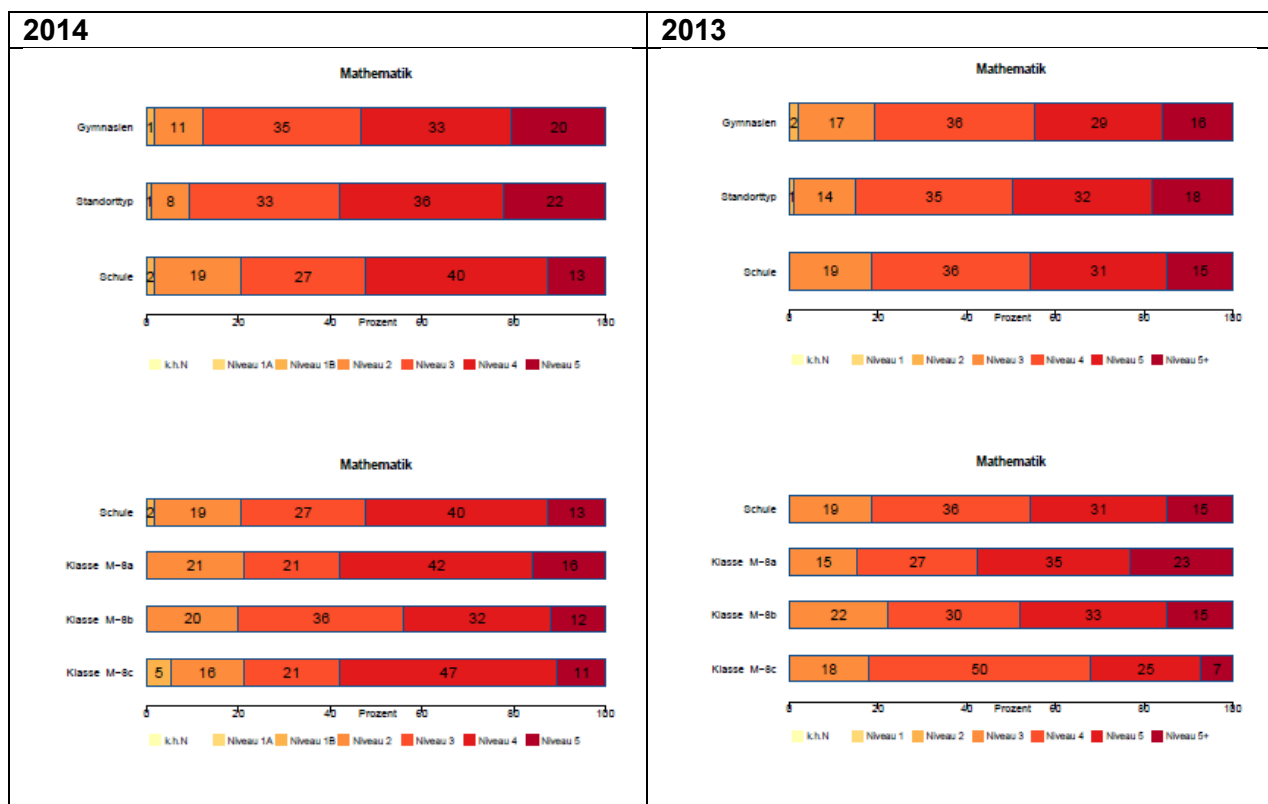 2014
2013
Mathematik
Gymnasien 1 11 35 33 20
Standorttyp 1 8 33 36 22
Schule 2 19 27 40 13
0 20 40 Prozent 60 80 100
k.h.N Niveau 1A Niveau 1B Niveau 2 Niveau 3 Niveau 4 Niveau 5
Mathematik
Gymnasien 2 17 36 29 16
Standorttyp 1 14 35 32 18
Schule 19 36 31 15
0 20 40 Prozent 60 80 100
k.h.N Niveau 1 Niveau 2 Niveau 3 Niveau 4 Niveau 5 Niveau 5+
Mathematik
Schule 2 19 27 40 13
Klasse M-8a 21 21 42 16
Klasse M-8b 20 36 32 12
Klasse M-8c 5 16 21 47 11
0 20 40 Prozent 60 80 100
k.h.N Niveau 1A Niveau 1B Niveau 2 Niveau 3 Niveau 4 Niveau 5
Mathematik
Schule 19 36 31 15
Klasse M-8a 15 27 35 23
Klasse M-8b 22 30 33 15
Klasse M-8c 18 50 25 7
0 20 40 Prozent 60 80 100
k.h.N Niveau 1 Niveau 2 Niveau 3 Niveau 4 Niveau 5 Niveau 5+